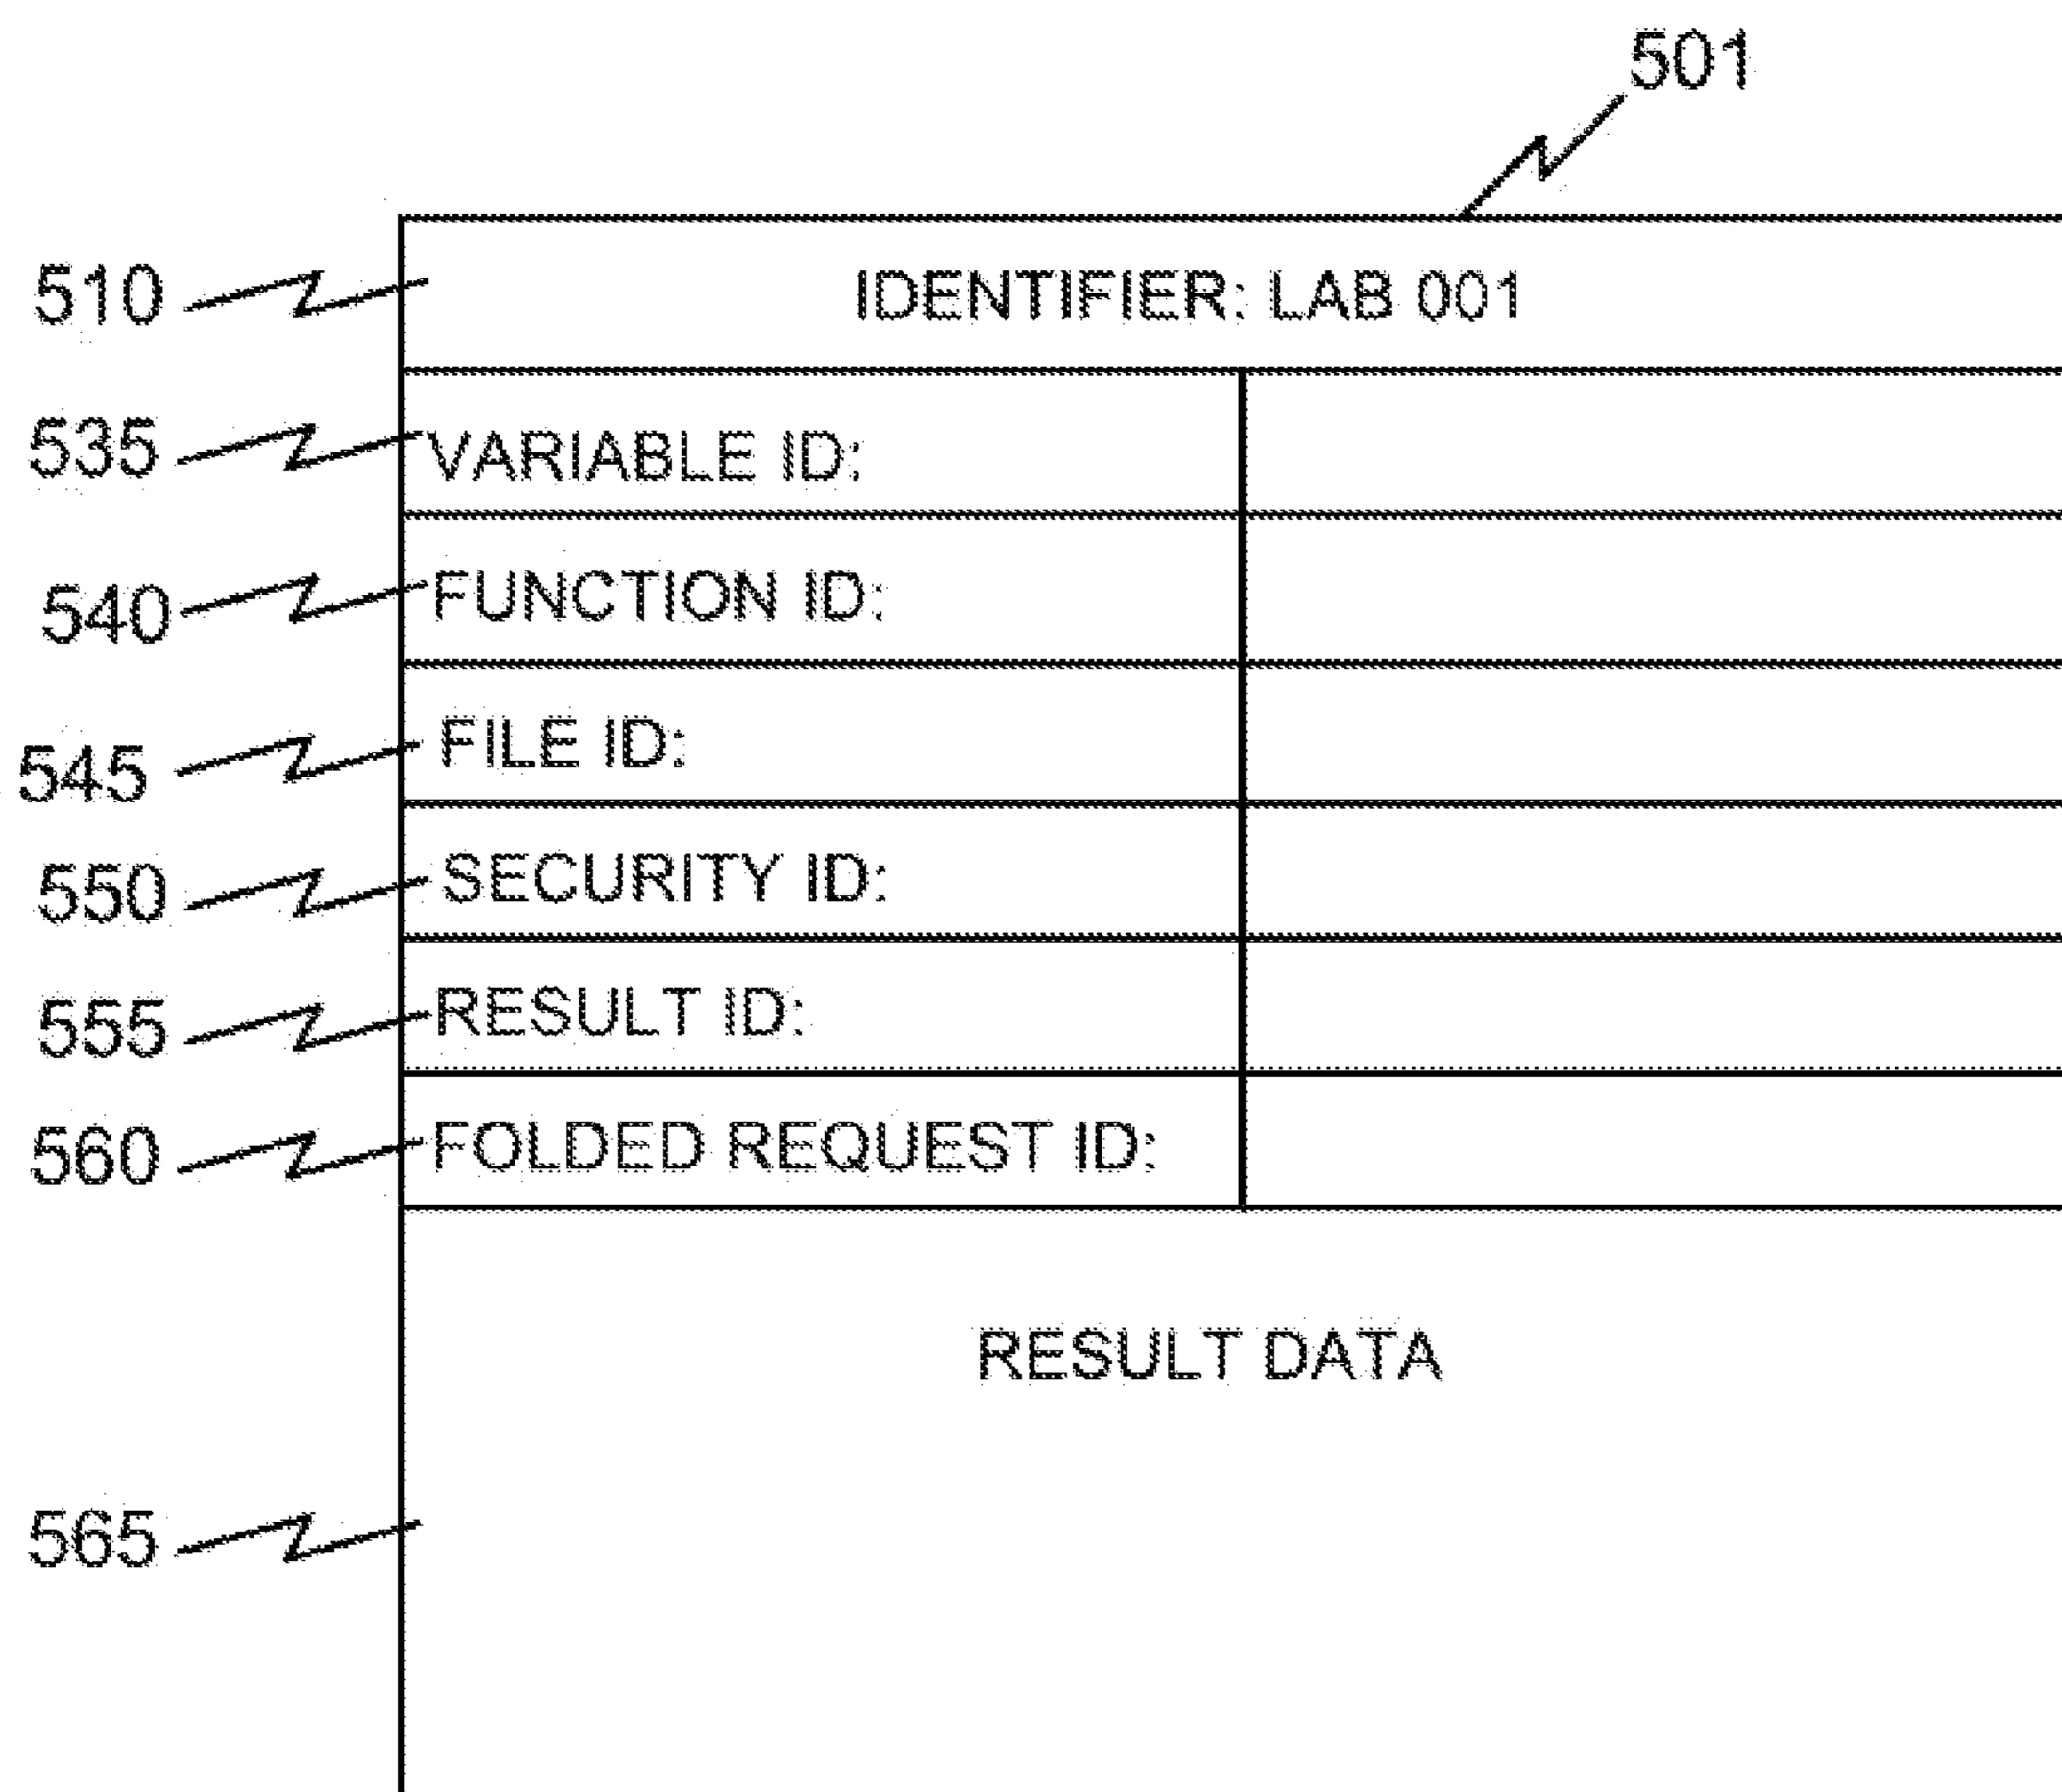 501
510 IDENTIFIER: LAB 001
535 VARIABLE ID:
540 FUNCTION ID:
545 FILE ID:
550 SECURITY ID:
555 RESULT ID:
560 FOLDED REQUEST ID:
RESULT DATA
565